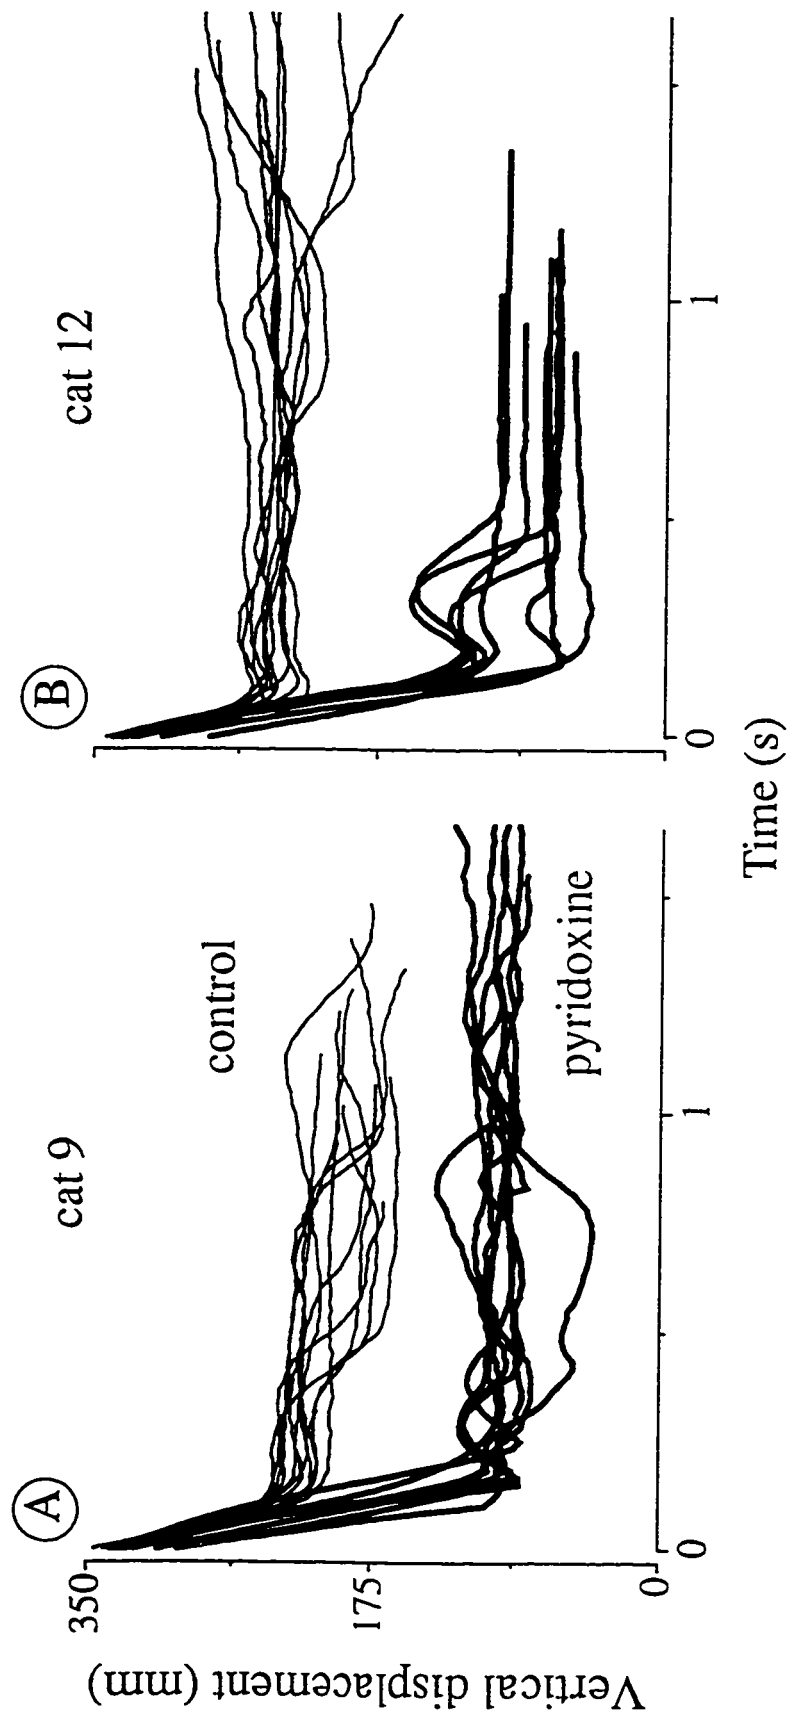 A
cat 9
control
pyridoxine
B
cat 12
Vertical displacement (mm)
350
175
0
0
1
0
1
Time (s)